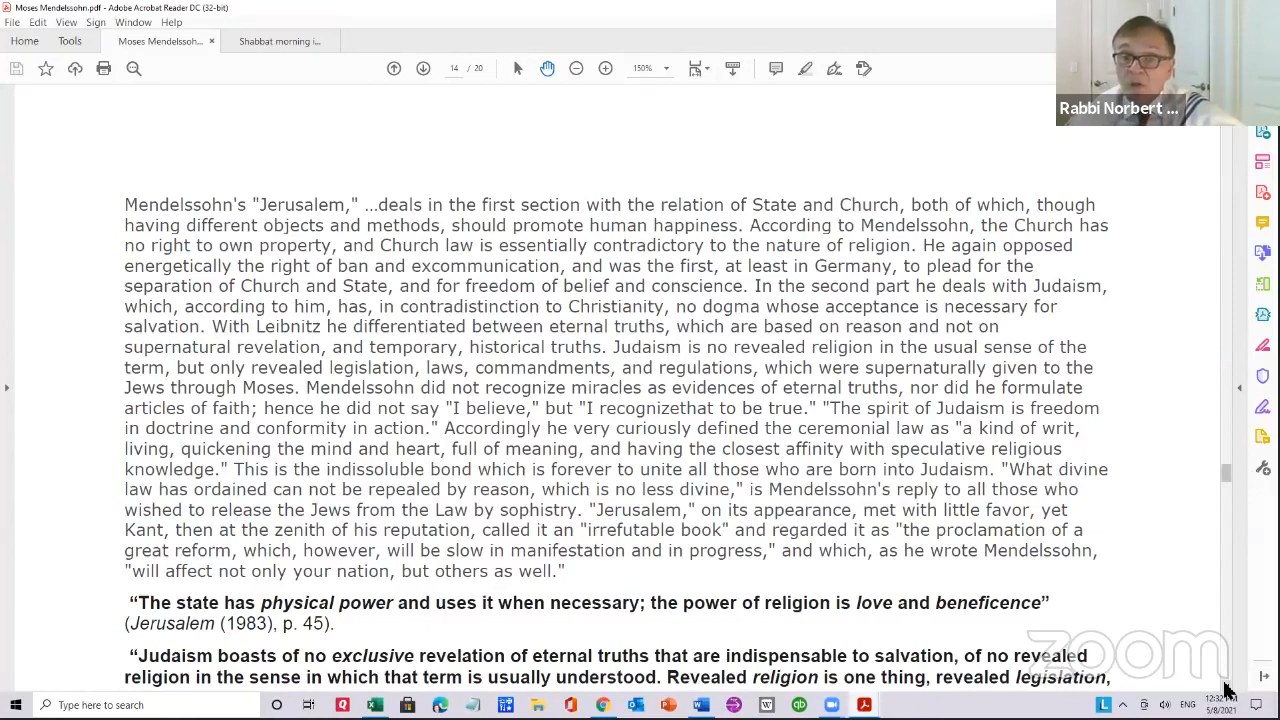 Moses Mendelssohn.pdf - Adobe Acrobat Reader DC (32-bit)
File Edit View Sign Window Help
Home Tools Moses Mendelssoh... × Shabbat morning i...
14 / 20 150%
Rabbi Norbert ...
Mendelssohn's "Jerusalem," ...deals in the first section with the relation of State and Church, both of which, though
having different objects and methods, should promote human happiness. According to Mendelssohn, the Church has
no right to own property, and Church law is essentially contradictory to the nature of religion. He again opposed
energetically the right of ban and excommunication, and was the first, at least in Germany, to plead for the
separation of Church and State, and for freedom of belief and conscience. In the second part he deals with Judaism,
which, according to him, has, in contradistinction to Christianity, no dogma whose acceptance is necessary for
salvation. With Leibnitz he differentiated between eternal truths, which are based on reason and not on
supernatural revelation, and temporary, historical truths. Judaism is no revealed religion in the usual sense of the
term, but only revealed legislation, laws, commandments, and regulations, which were supernaturally given to the
Jews through Moses. Mendelssohn did not recognize miracles as evidences of eternal truths, nor did he formulate
articles of faith; hence he did not say "I believe," but "I recognizethat to be true." "The spirit of Judaism is freedom
in doctrine and conformity in action." Accordingly he very curiously defined the ceremonial law as "a kind of writ,
living, quickening the mind and heart, full of meaning, and having the closest affinity with speculative religious
knowledge." This is the indissoluble bond which is forever to unite all those who are born into Judaism. "What divine
law has ordained can not be repealed by reason, which is no less divine," is Mendelssohn's reply to all those who
wished to release the Jews from the Law by sophistry. "Jerusalem," on its appearance, met with little favor, yet
Kant, then at the zenith of his reputation, called it an "irrefutable book" and regarded it as "the proclamation of a
great reform, which, however, will be slow in manifestation and in progress," and which, as he wrote Mendelssohn,
"will affect not only your nation, but others as well."
“The state has physical power and uses it when necessary; the power of religion is love and beneficence”
(Jerusalem (1983), p. 45).
“Judaism boasts of no exclusive revelation of eternal truths that are indispensable to salvation, of no revealed
religion in the sense in which that term is usually understood. Revealed religion is one thing, revealed legislation,
zoom
Type here to search
ENG
5/8/2021